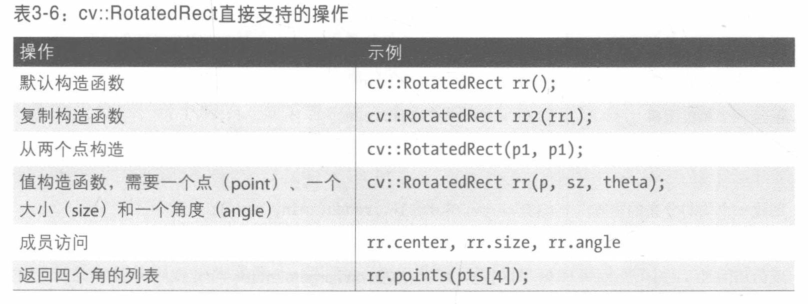 表3-6：cv::RotatedRect直接支持的操作
操作 示例
默认构造函数 cv::RotatedRect rr();
复制构造函数 cv::RotatedRect rr2(rr1);
从两个点构造 cv::RotatedRect(p1, p1);
值构造函数，需要一个点（point）、一个 cv::RotatedRect rr(p, sz, theta);
大小（size）和一个角度（angle）
成员访问 rr.center, rr.size, rr.angle
返回四个角的列表 rr.points(pts[4]);